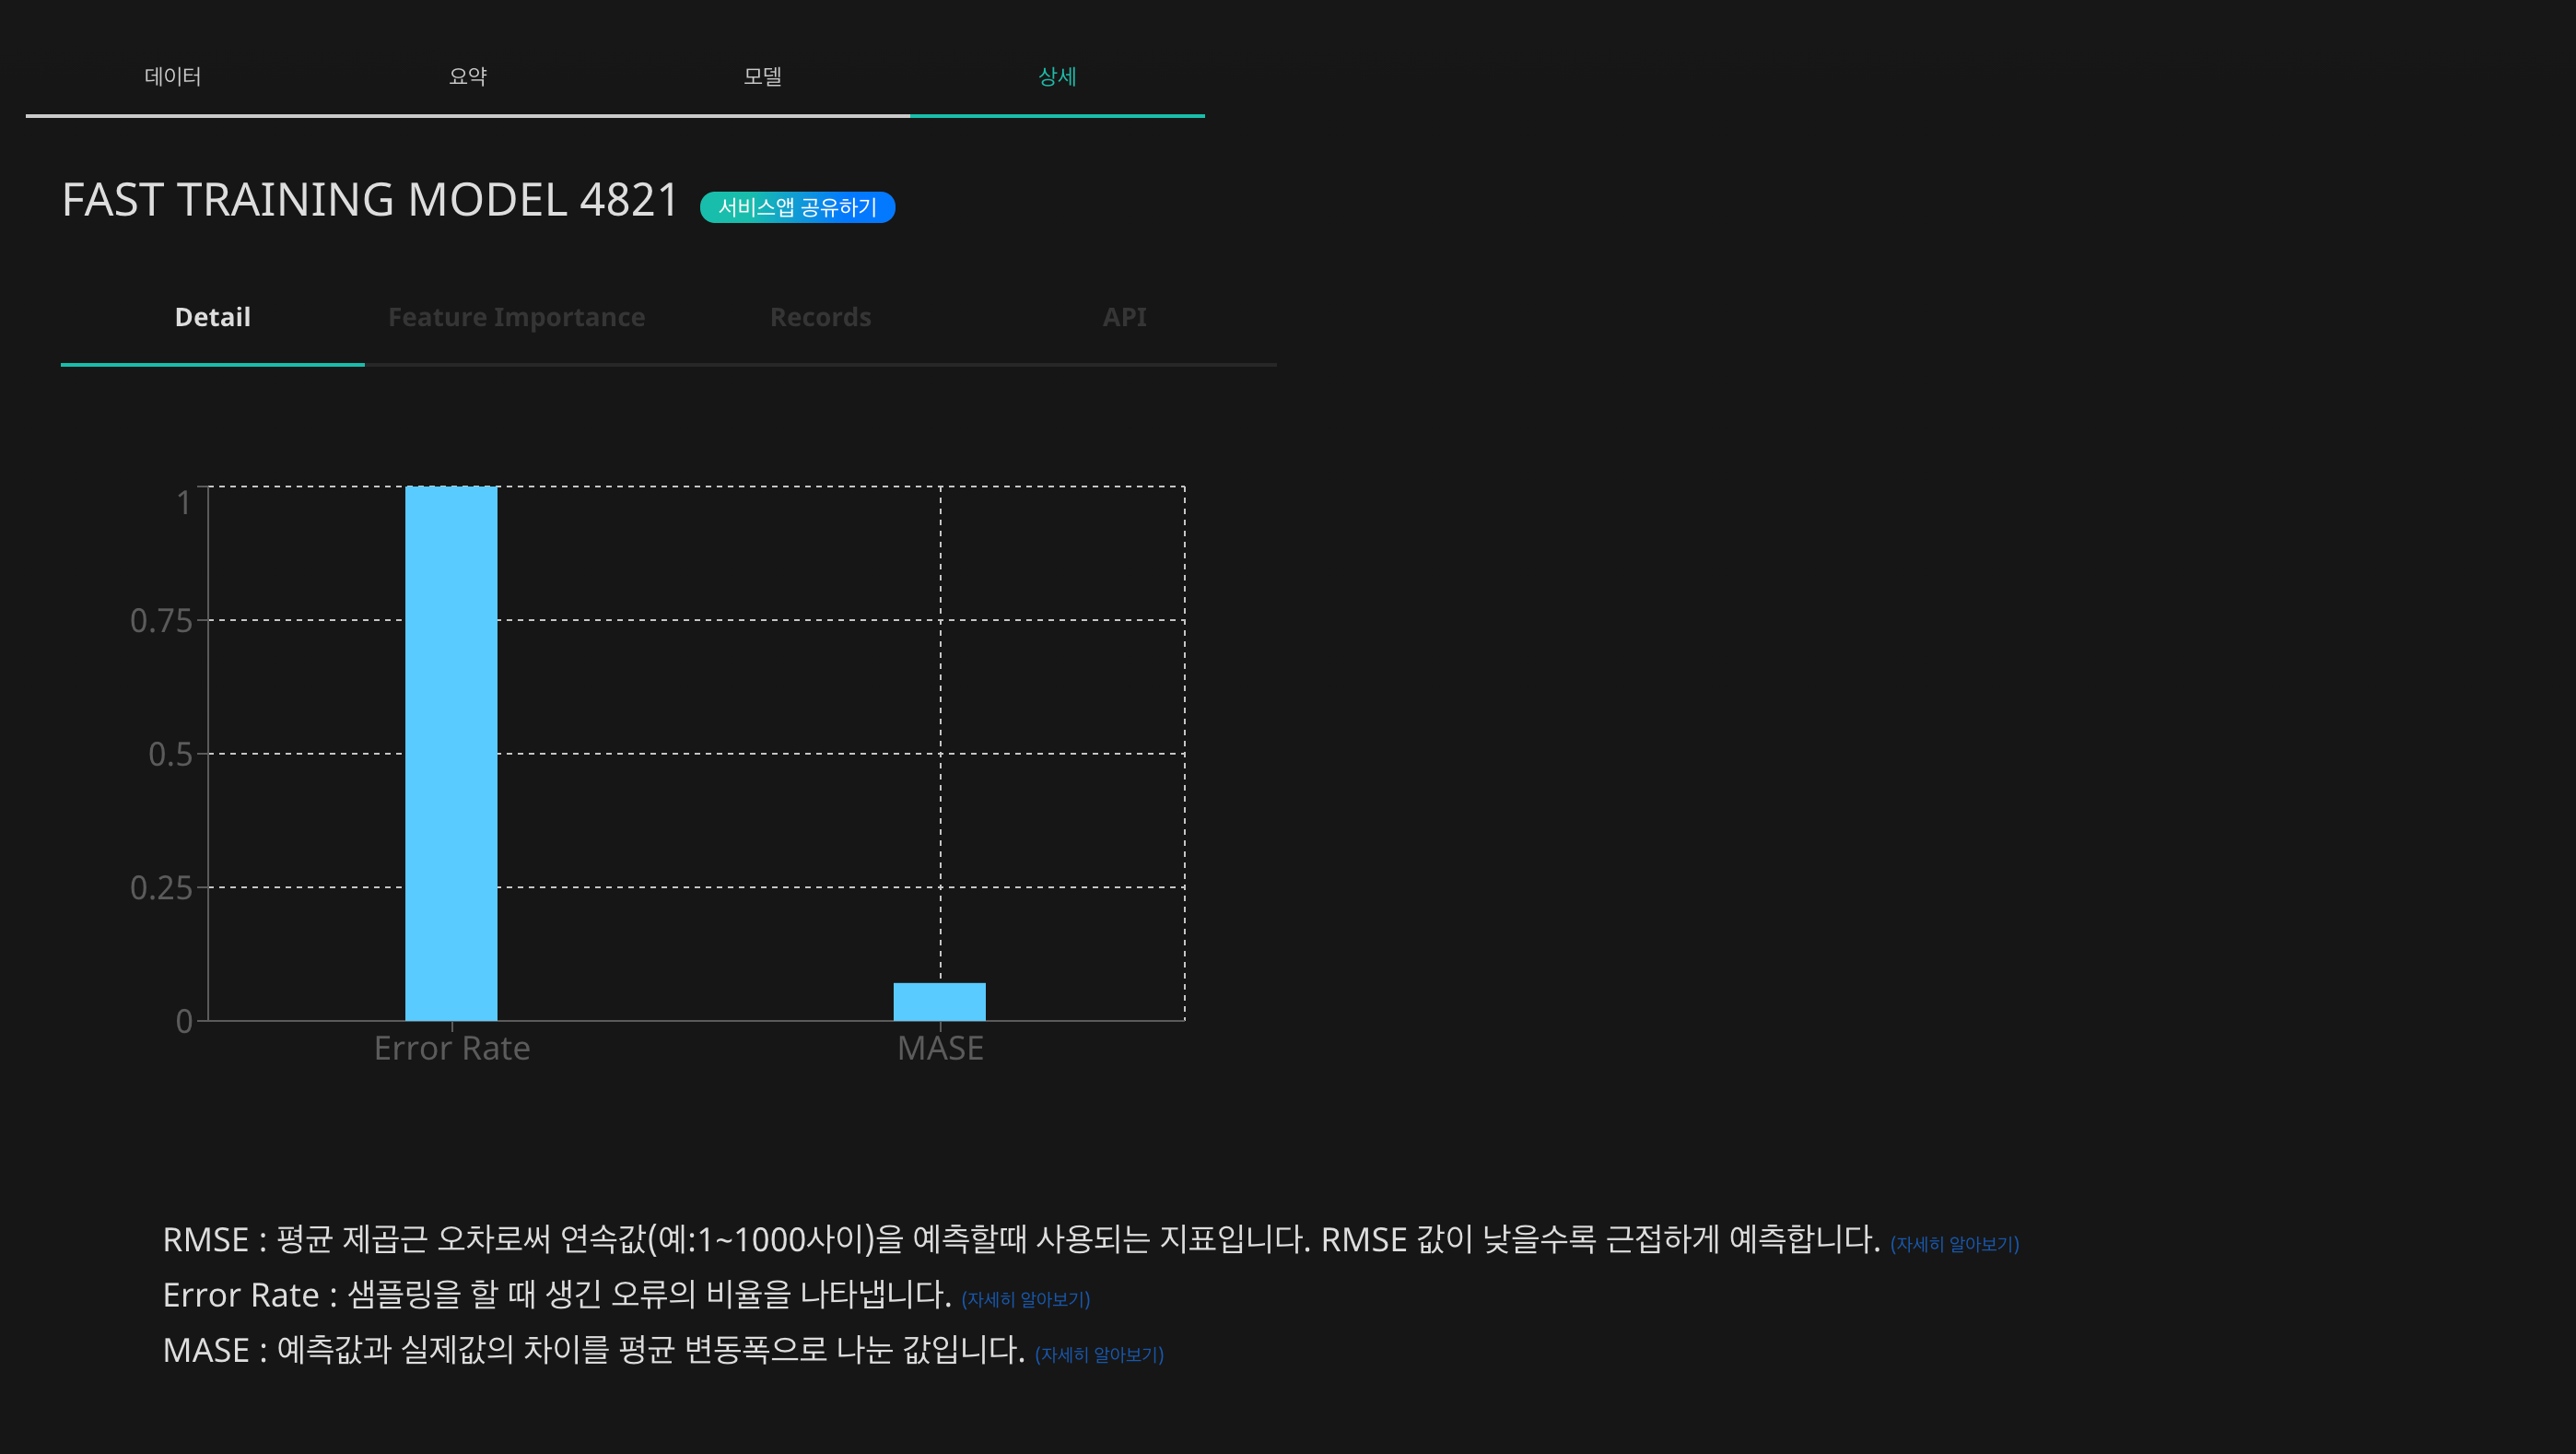 데이터 요약 모델 상세
FAST TRAINING MODEL 4821 서비스앱 공유하기
Detail Feature Importance Records API
1
0.75
0.5
0.25
0
Error Rate MASE
RMSE : 평균 제곱근 오차로써 연속값(예:1~1000사이)을 예측할때 사용되는 지표입니다. RMSE 값이 낮을수록 근접하게 예측합니다. (자세히 알아보기)
Error Rate : 샘플링을 할 때 생긴 오류의 비율을 나타냅니다. (자세히 알아보기)
MASE : 예측값과 실제값의 차이를 평균 변동폭으로 나눈 값입니다. (자세히 알아보기)